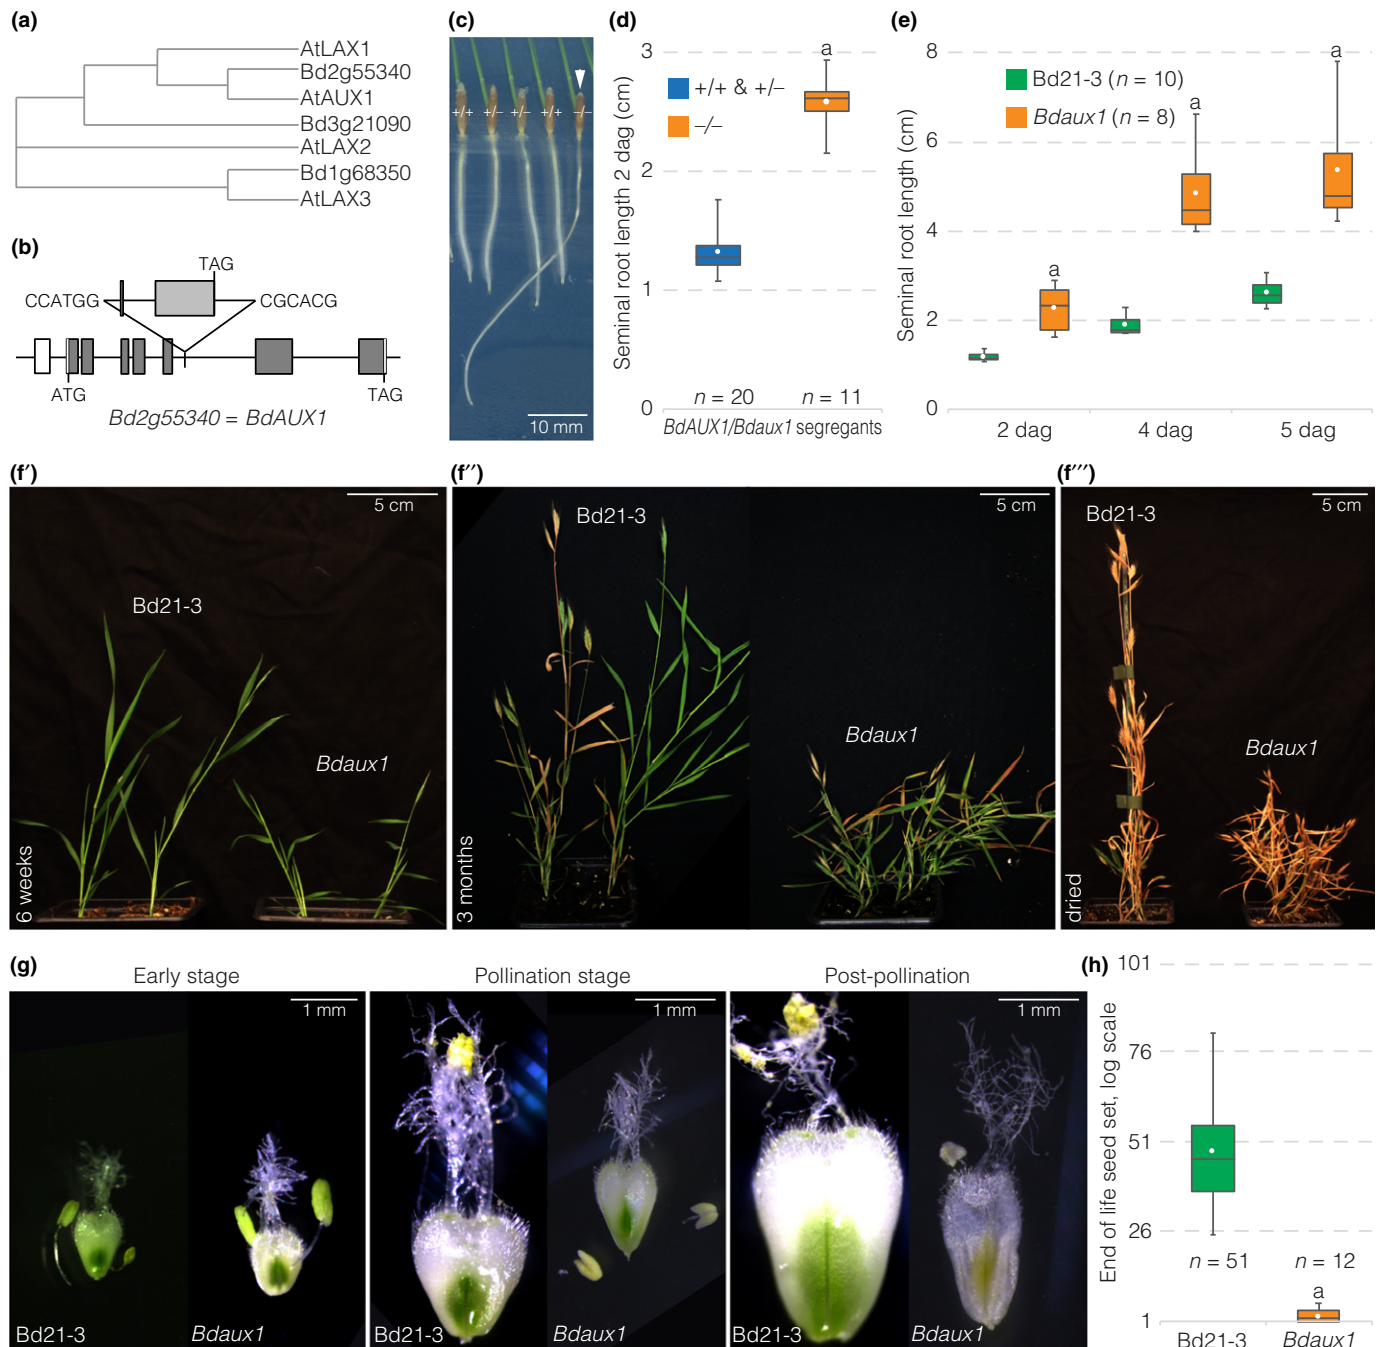 (a)
AtLAX1
Bd2g55340
AtAUX1
Bd3g21090
AtLAX2
Bd1g68350
AtLAX3
(b)
TAG
CCATGG
CGCACG
ATG
TAG
Bd2g55340 = BdAUX1
(c)
+/+ +/− +/− +/+ −/−
10 mm
(d)
Seminal root length 2 dag (cm)
3
2
1
0
a
+/+ & +/−
−/−
n = 20
n = 11
BdAUX1/Bdaux1 segregants
(e)
Seminal root length (cm)
8
6
4
2
0
Bd21-3 (n = 10)
Bdaux1 (n = 8)
a
a
a
2 dag
4 dag
5 dag
(f′)
5 cm
Bd21-3
Bdaux1
6 weeks
(f′′)
5 cm
Bd21-3
Bdaux1
3 months
(f′′′)
5 cm
Bd21-3
Bdaux1
dried
(g)
Early stage
Pollination stage
Post-pollination
1 mm
1 mm
1 mm
Bd21-3
Bdaux1
Bd21-3
Bdaux1
Bd21-3
Bdaux1
(h)
End of life seed set, log scale
101
76
51
26
1
n = 51
n = 12
a
Bd21-3
Bdaux1